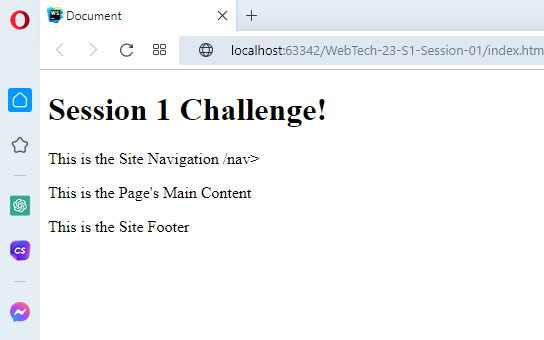 Document
localhost:63342/WebTech-23-S1-Session-01/index.htm
Session 1 Challenge!
This is the Site Navigation /nav>
This is the Page's Main Content
This is the Site Footer
CS